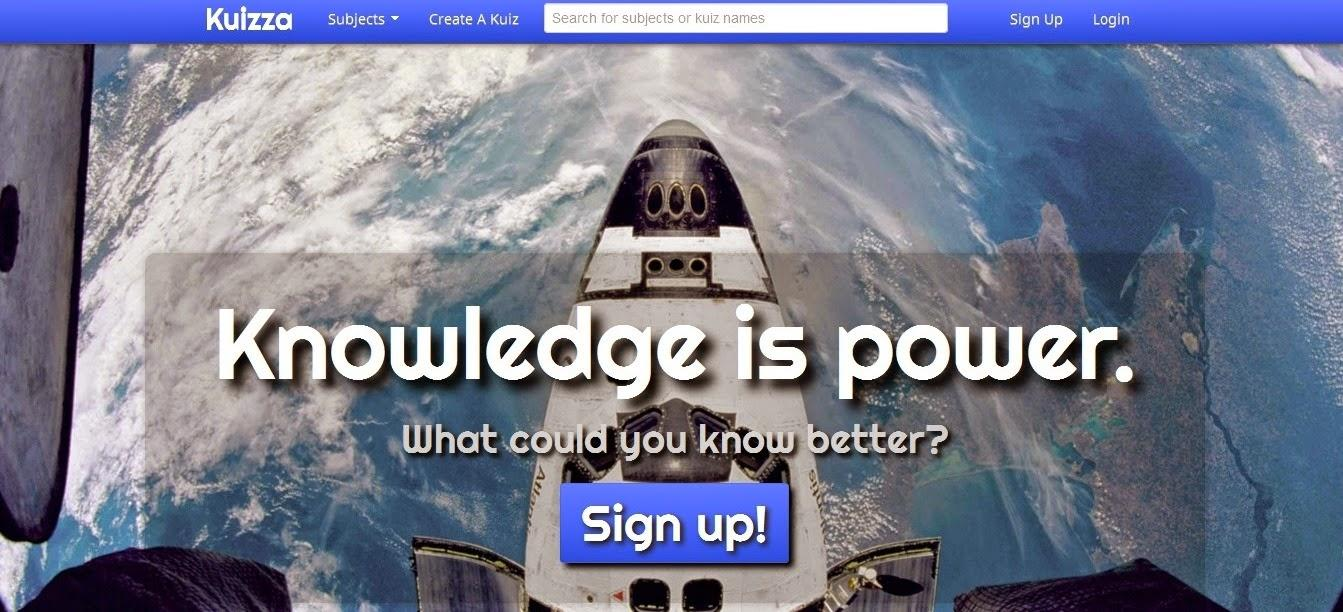 Kuizza Subjects Create A Kuiz Search for subjects or kuiz names Sign Up Login
Knowledge is power.
What could you know better?
Sign up!